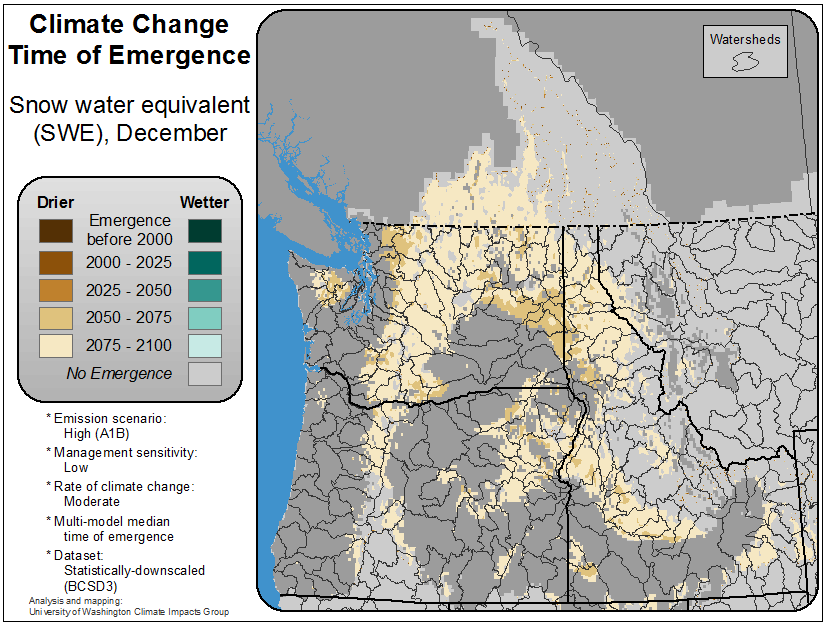 Climate Change
Time of Emergence
Snow water equivalent
(SWE), December
Drier
Wetter
Emergence
before 2000
2000 - 2025
2025 - 2050
2050 - 2075
2075 - 2100
No Emergence
* Emission scenario:
High (A1B)
* Management sensitivity:
Low
* Rate of climate change:
Moderate
* Multi-model median
time of emergence
* Dataset:
Statistically-downscaled
(BCSD3)
Analysis and mapping:
University of Washington Climate Impacts Group
Watersheds